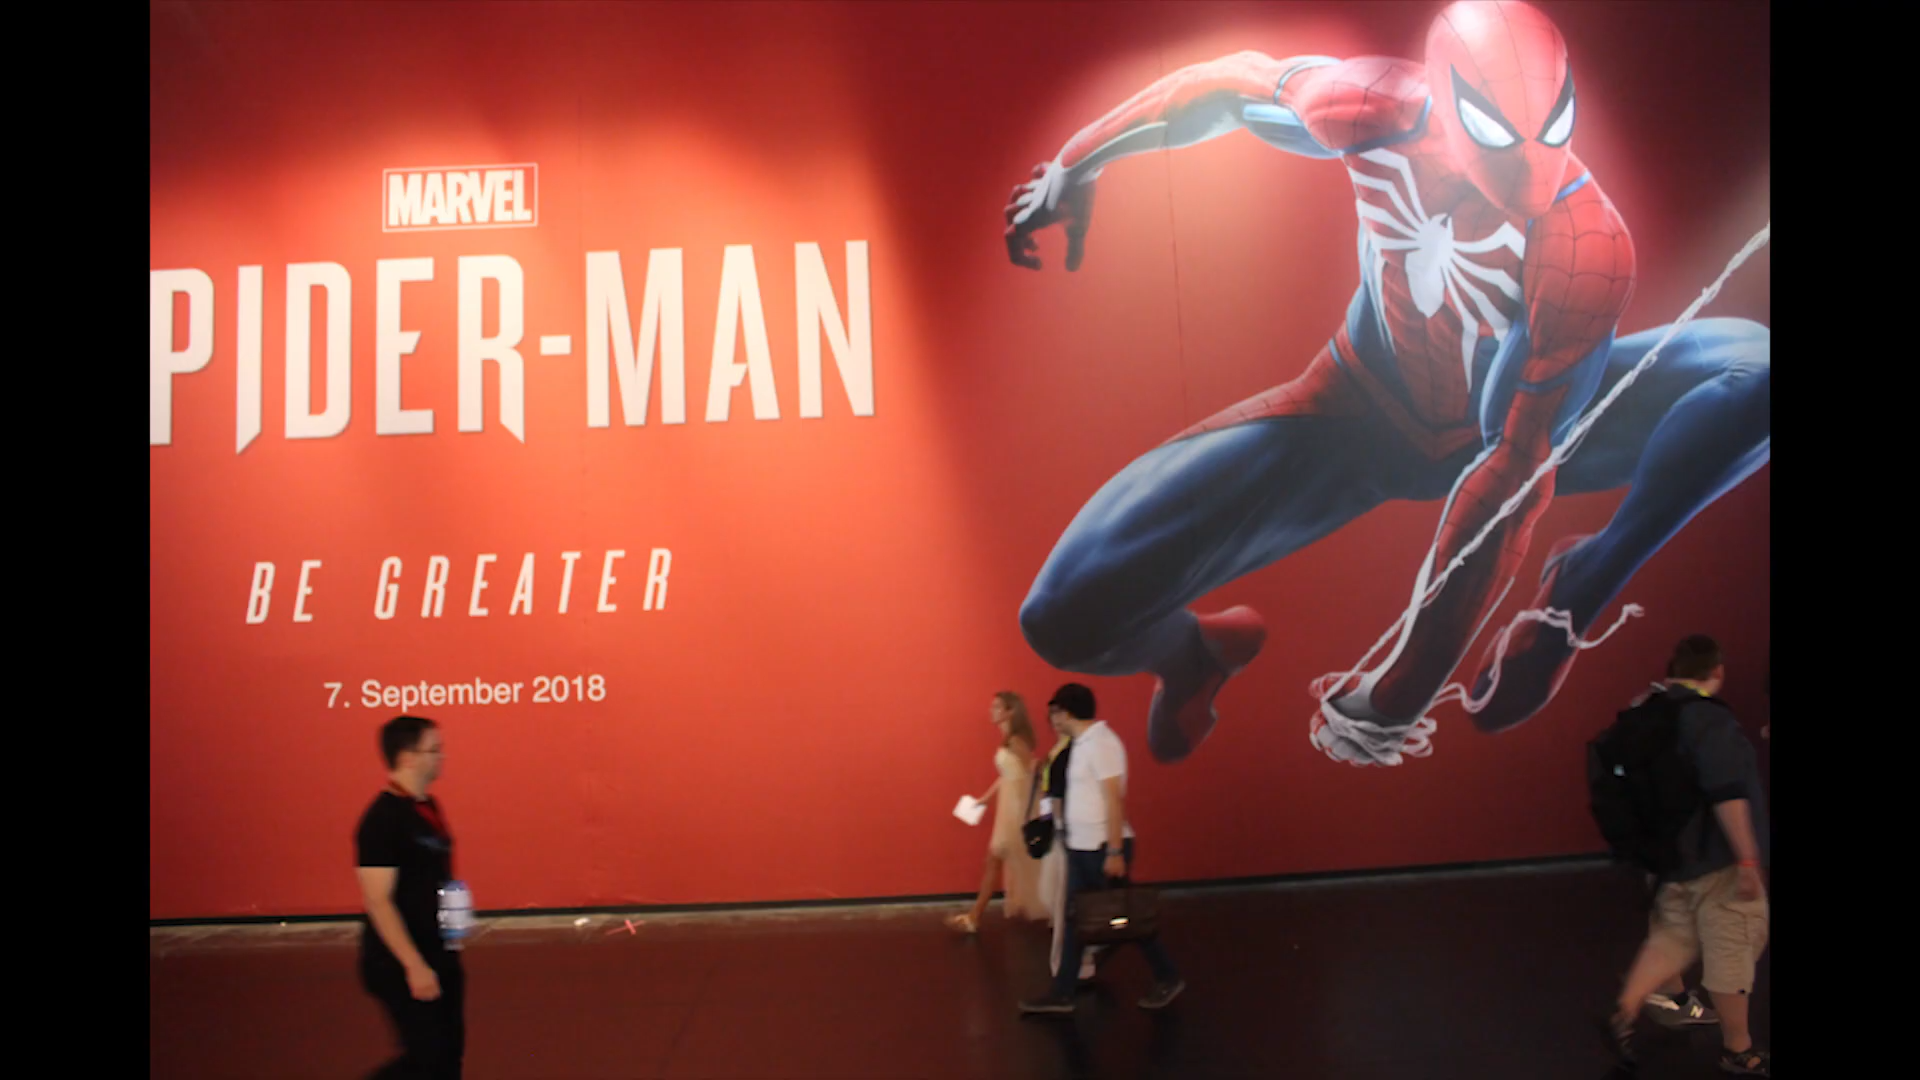 MARVEL
PIDER-MAN
BE GREATER
7. September 2018
N